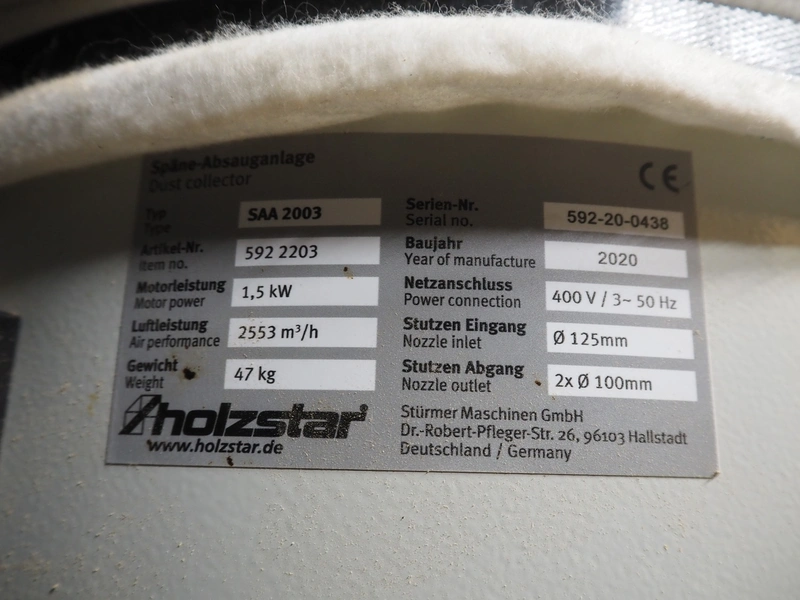 Späne-Absauganlage
Dust collector
CE
Typ
Type
SAA 2003
Artikel-Nr.
Item no.
592 2203
Motorleistung
Motor power
1,5 kW
Luftleistung
Air performance
2553 m³/h
Gewicht
Weight
47 kg
Serien-Nr.
Serial no.
592-20-0438
Baujahr
Year of manufacture
2020
Netzanschluss
Power connection
400 V / 3~ 50 Hz
Stutzen Eingang
Nozzle inlet
Ø 125mm
Stutzen Abgang
Nozzle outlet
2x Ø 100mm
holzstar
www.holzstar.de
Stürmer Maschinen GmbH
Dr.-Robert-Pfleger-Str. 26, 96103 Hallstadt
Deutschland / Germany